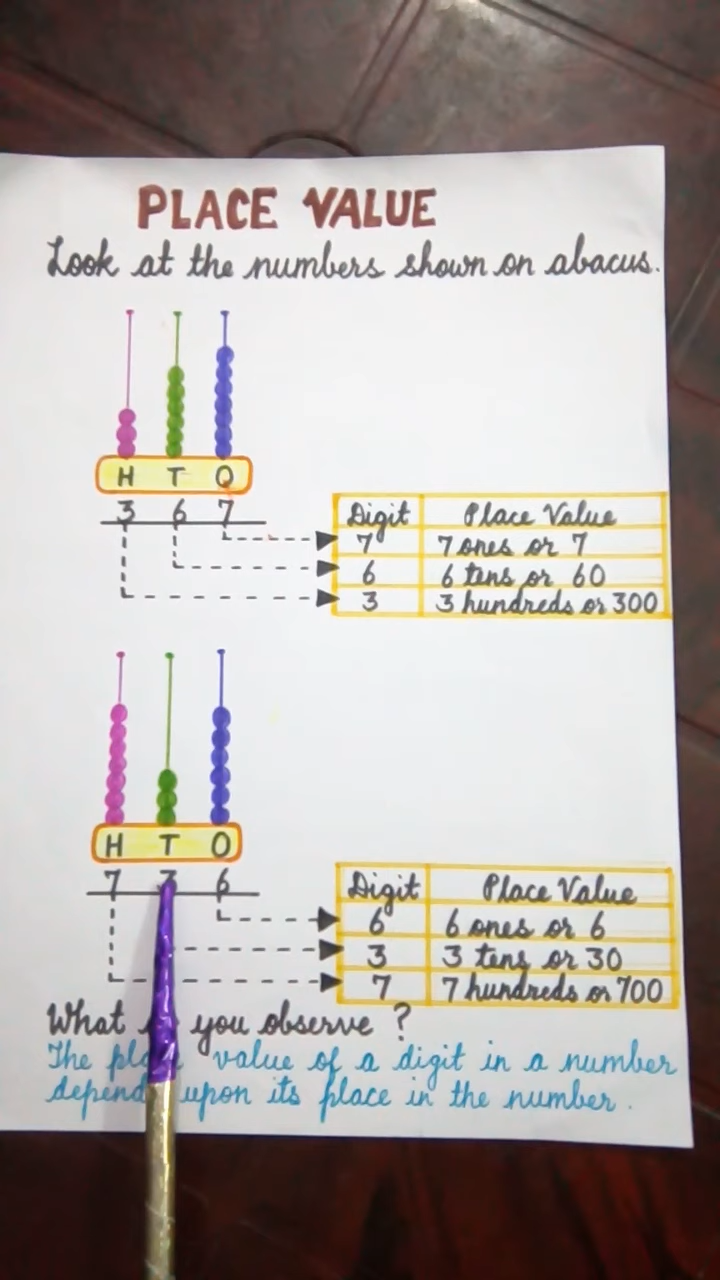 PLACE VALUE
Look at the numbers shown on abacus.
H T O
3 6 7
Digit Place Value
7 7 ones or 7
6 6 tens or 60
3 3 hundreds or 300
H T O
7 3 6
Digit Place Value
6 6 ones or 6
3 3 tens or 30
7 7 hundreds or 700
What you observe ?
The value of a digit in a number
upon its place in the number.